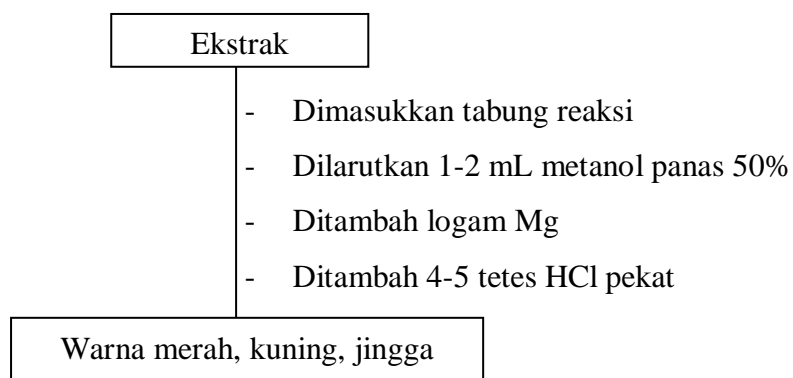 Ekstrak
- Dimasukkan tabung reaksi
- Dilarutkan 1-2 mL metanol panas 50%
- Ditambah logam Mg
- Ditambah 4-5 tetes HCl pekat
Warna merah, kuning, jingga